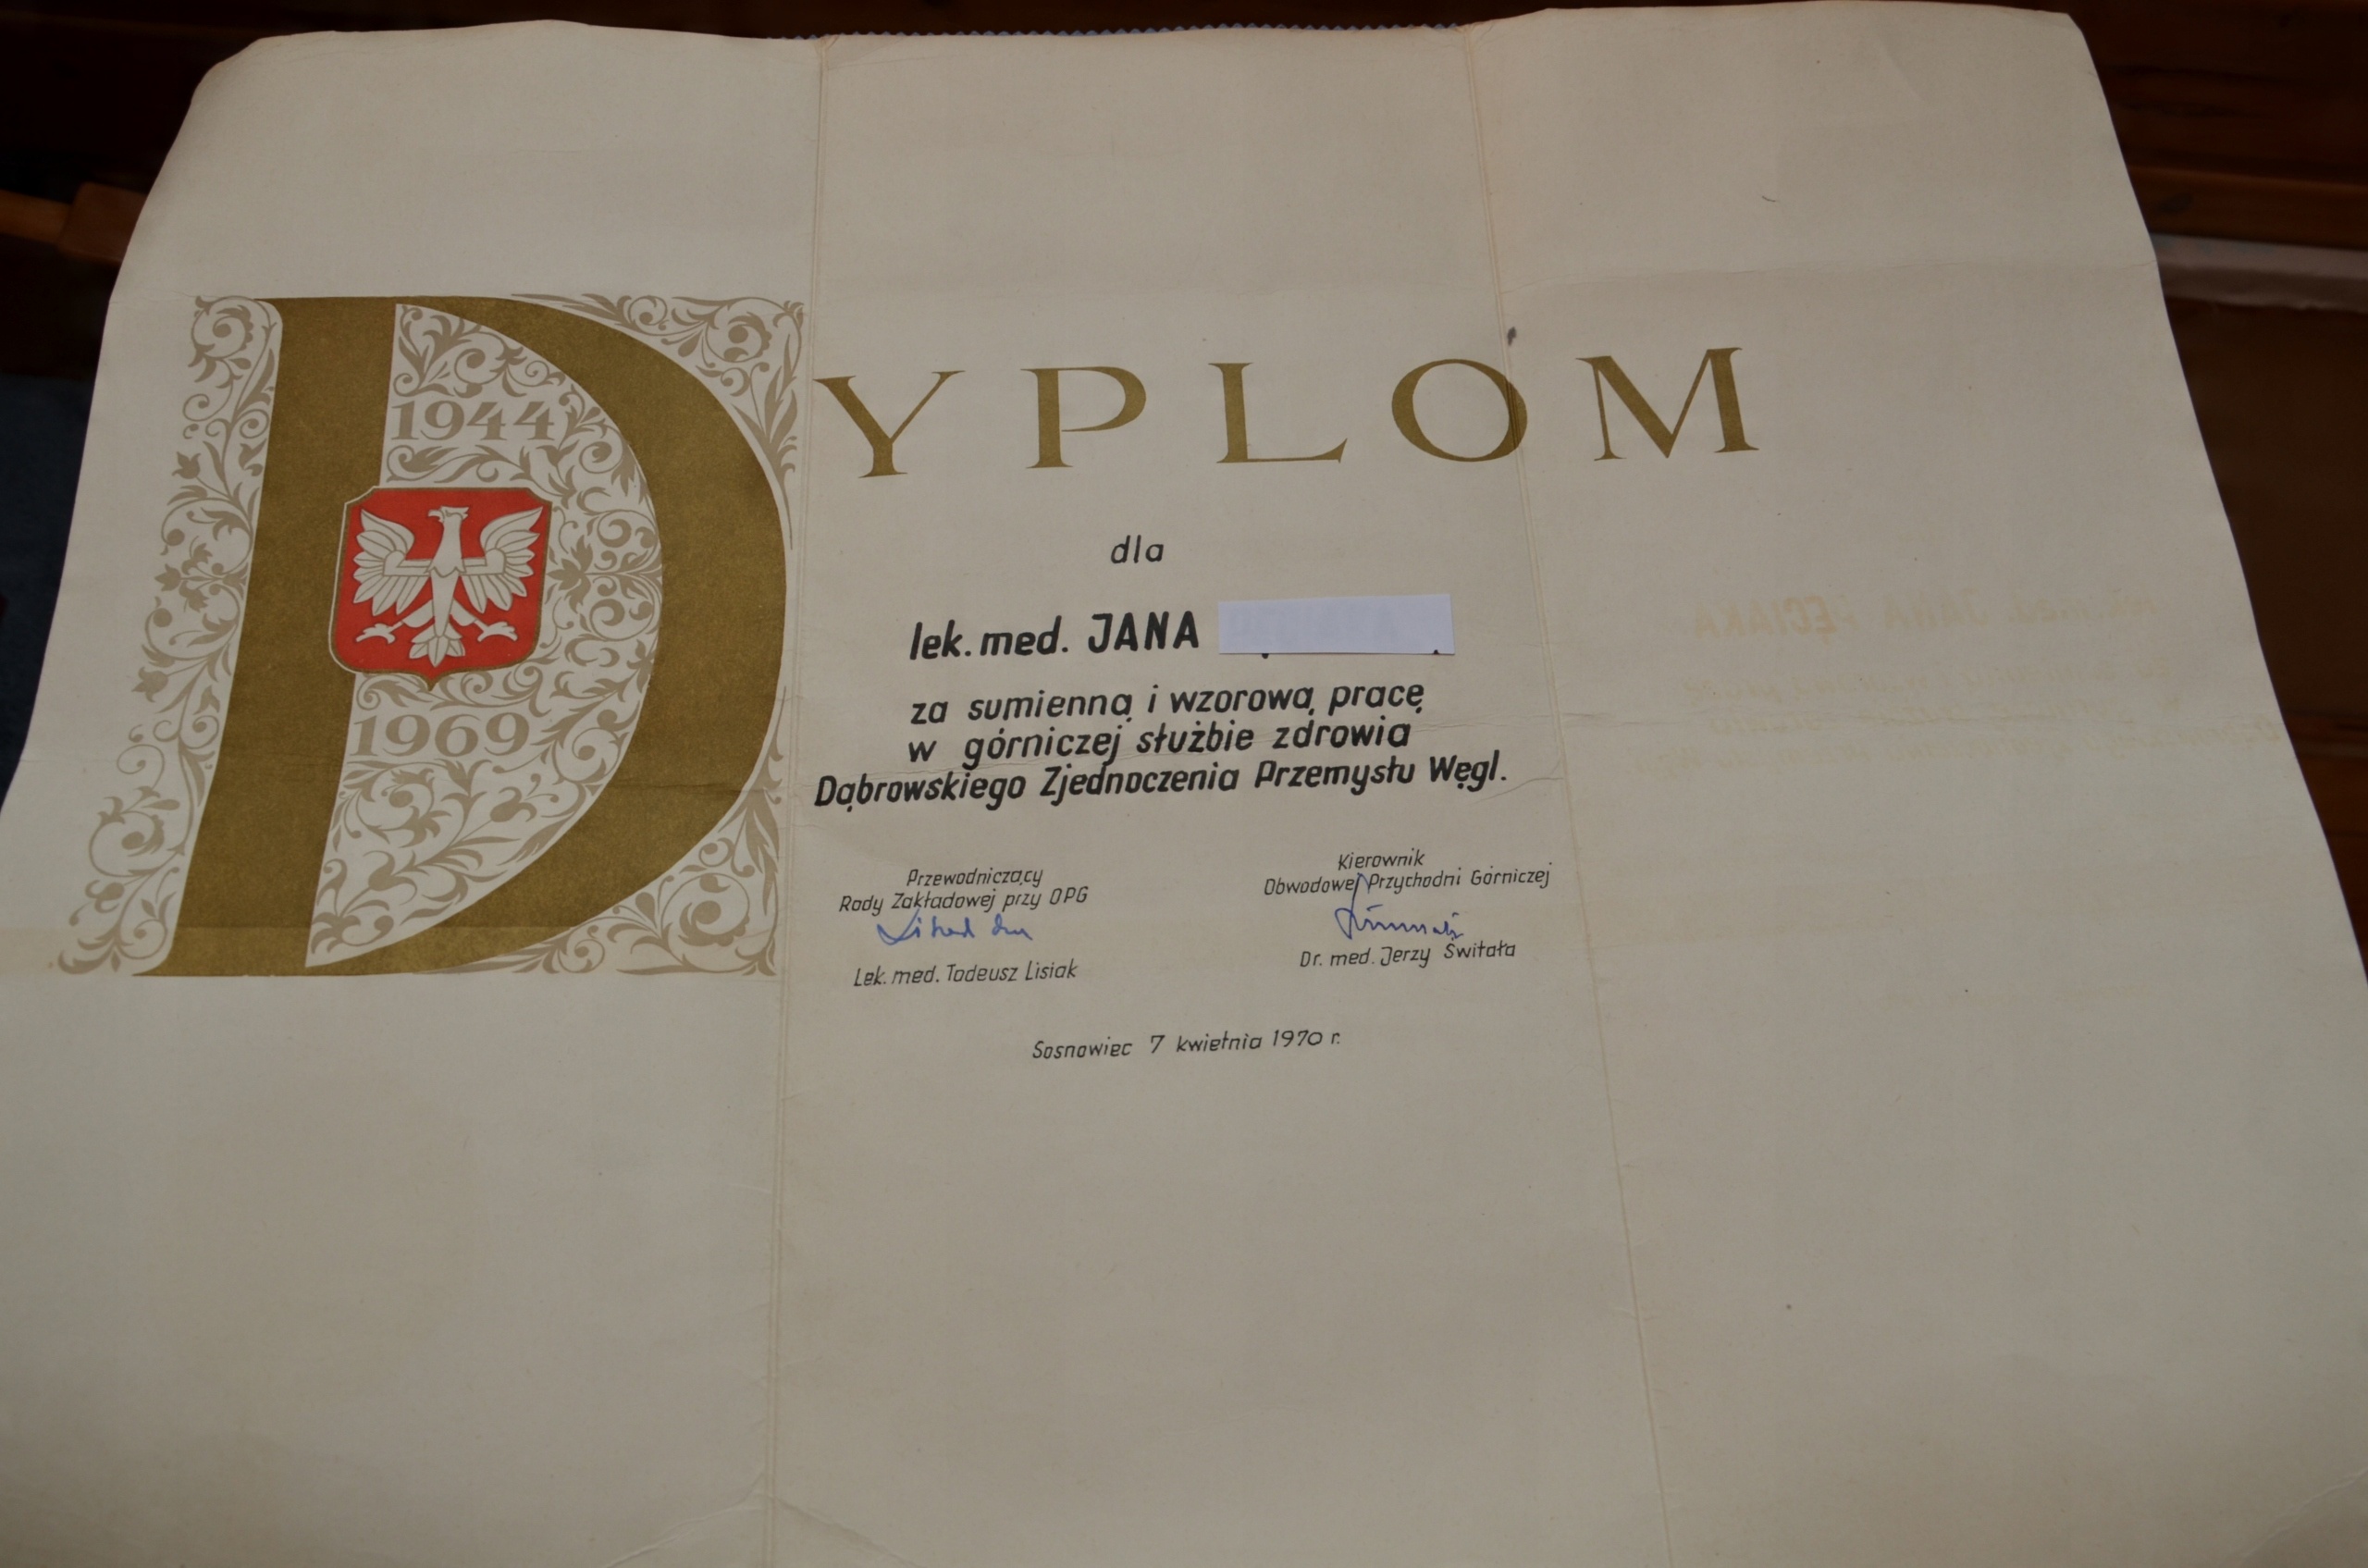 DYPLOM
1944
1969
dla
lek. med. JANA
za sumienną i wzorową pracę
w górniczej służbie zdrowia
Dąbrowskiego Zjednoczenia Przemysłu Węgl.
Przewodniczący
Rady Zakładowej przy OPG
Lek. med. Tadeusz Lisiak
Kierownik
Obwodowej Przychodni Górniczej
Dr. med. Jerzy Świtała
Sosnowiec 7 kwietnia 1970 r.